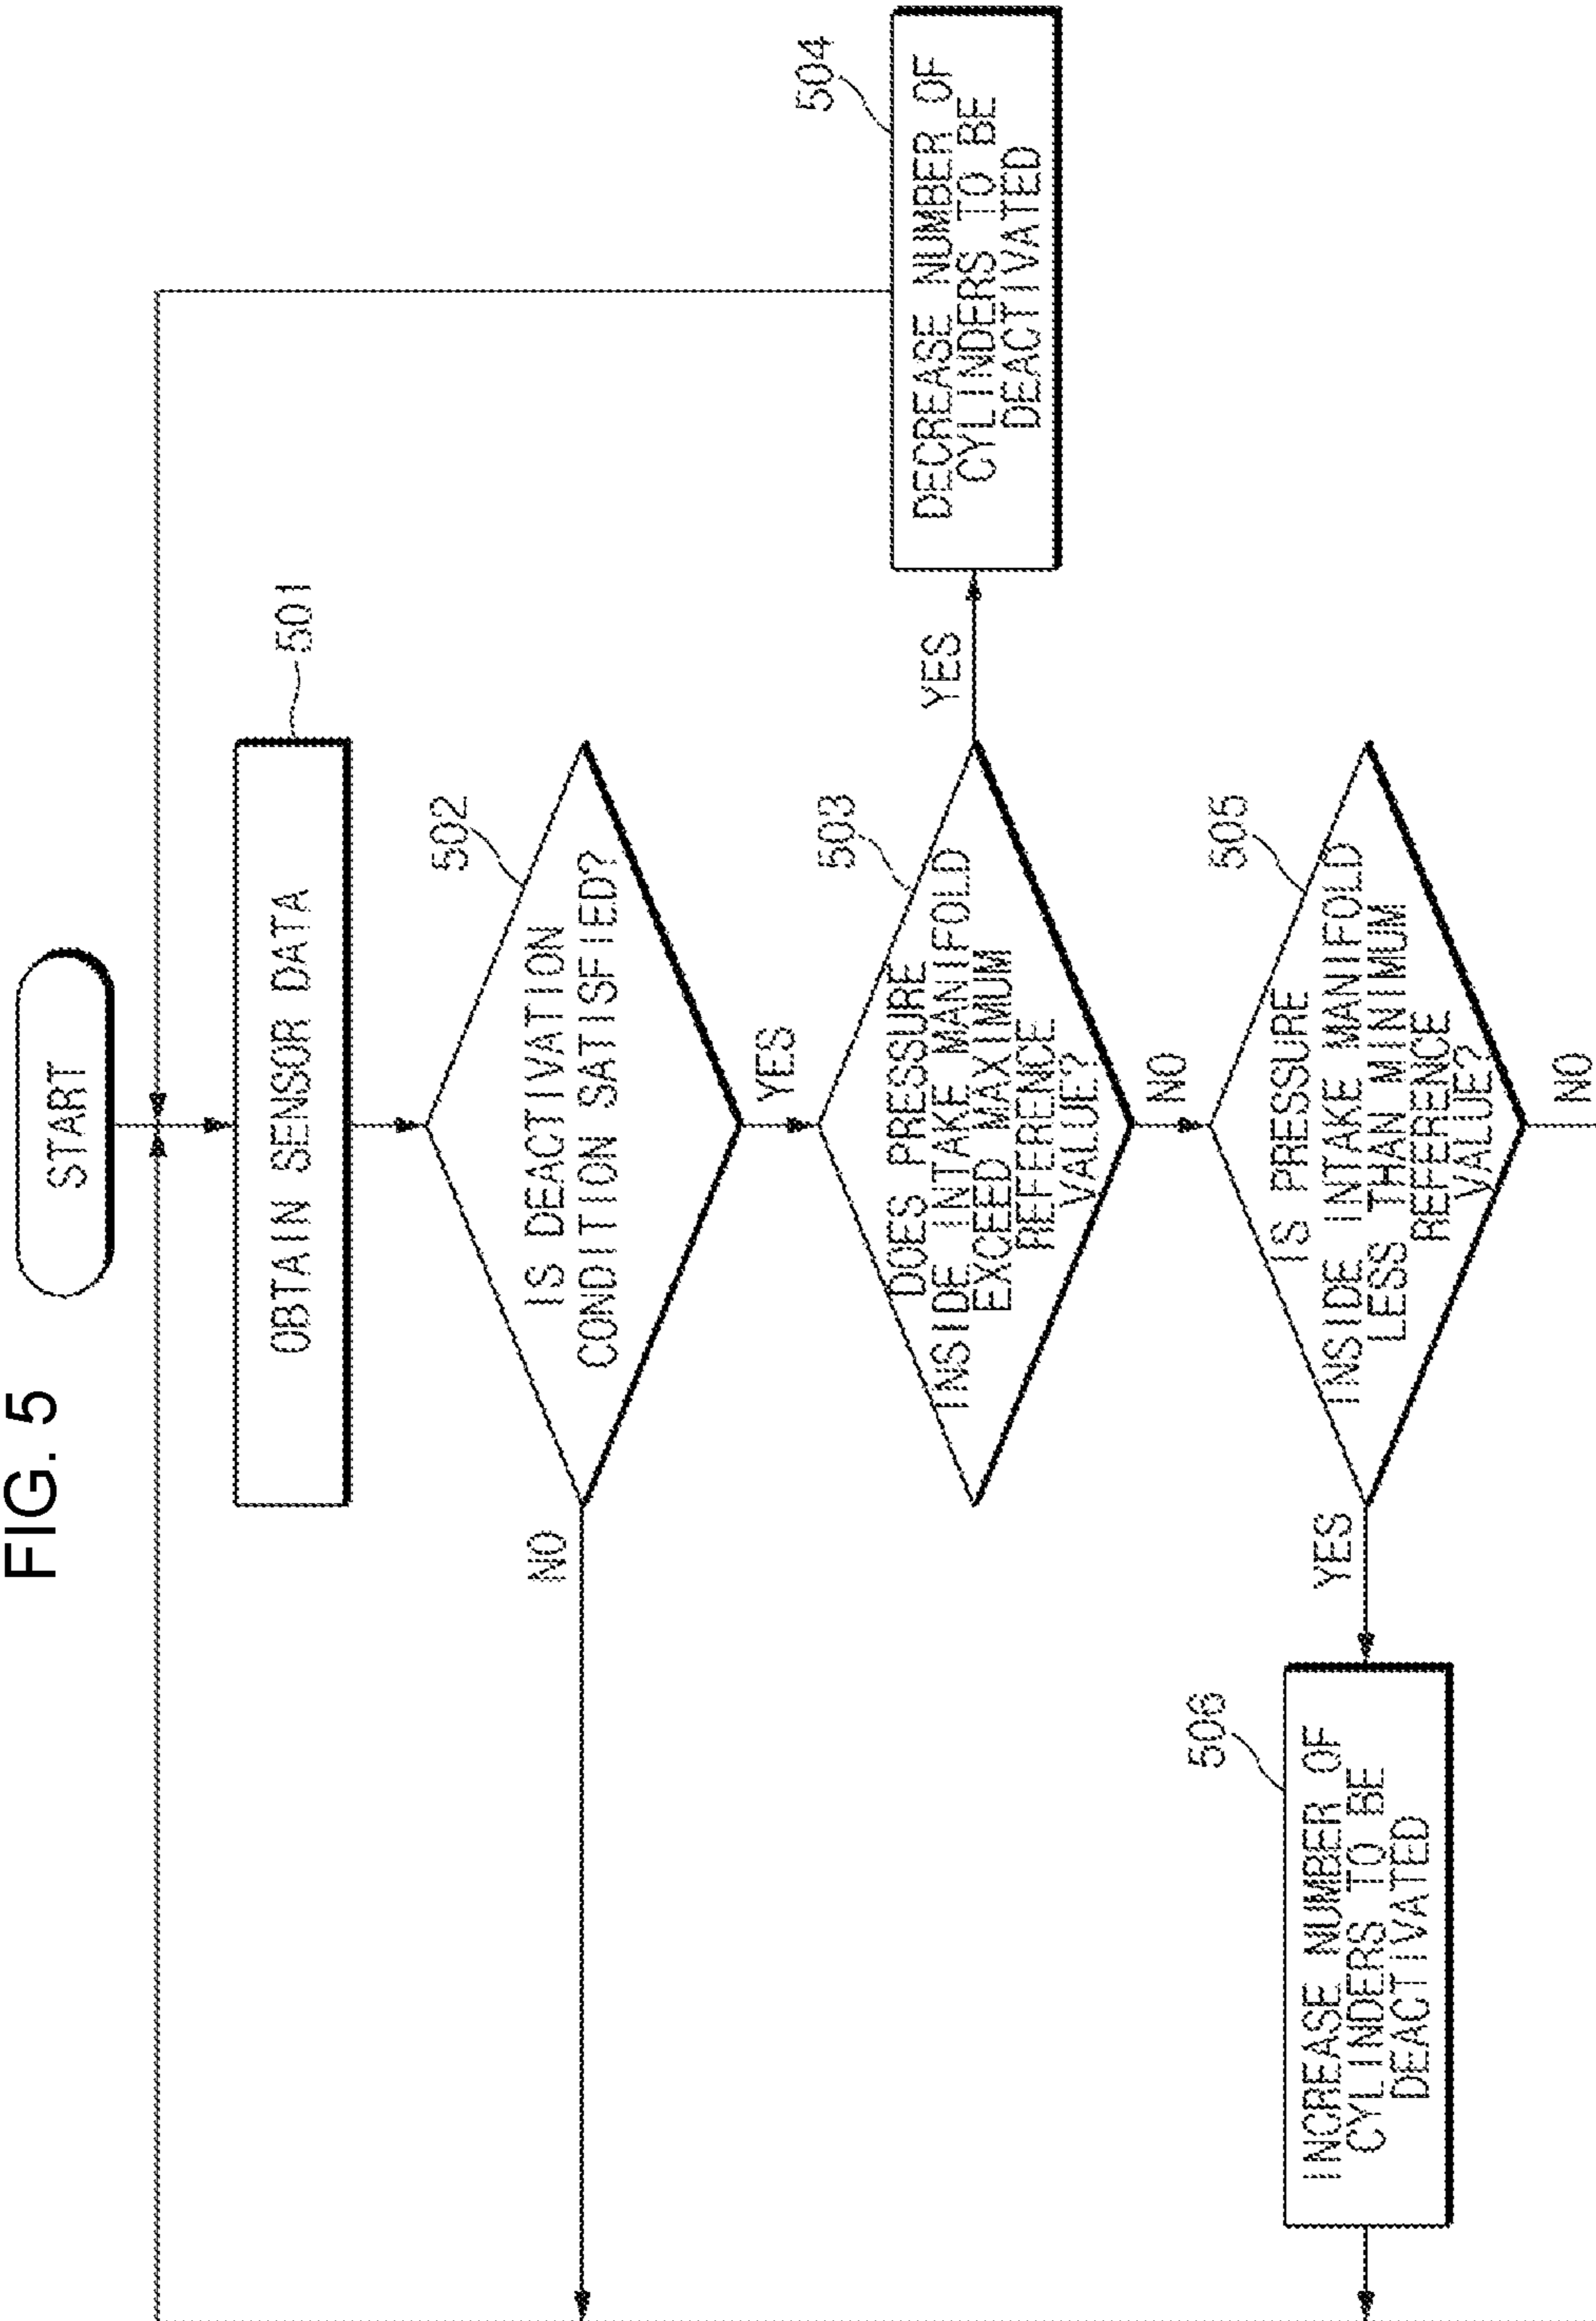 FIG. 5
START
OBTAIN SENSOR DATA
501
IS DEACTIVATION
CONDITION SATISFIED?
502
NO
YES
DOES PRESSURE
INSIDE INTAKE MANIFOLD
EXCEED MAXIMUM
REFERENCE
VALUE?
503
YES
DECREASE NUMBER OF
CYLINDERS TO BE
DEACTIVATED
504
NO
IS PRESSURE
INSIDE INTAKE MANIFOLD
LESS THAN MINIMUM
REFERENCE
VALUE?
505
YES
INCREASE NUMBER OF
CYLINDERS TO BE
DEACTIVATED
506
NO